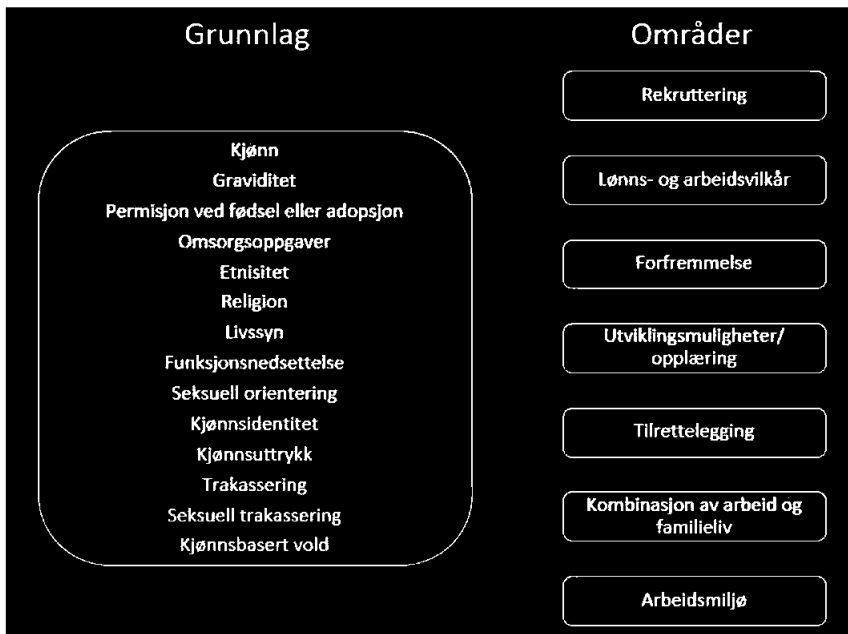 Grunnlag
Kjønn
Graviditet
Permisjon ved fødsel eller adopsjon
Omsorgsoppgaver
Etnisitet
Religion
Livssyn
Funksjonsnedsettelse
Seksuell orientering
Kjønnsidentitet
Kjønnsuttrykk
Trakassering
Seksuell trakassering
Kjønnsbasert vold
Områder
Rekruttering
Lønns- og arbeidsvilkår
Forfremmelse
Utviklingsmuligheter/
opplæring
Tilrettelegging
Kombinasjon av arbeid og
familieliv
Arbeidsmiljø